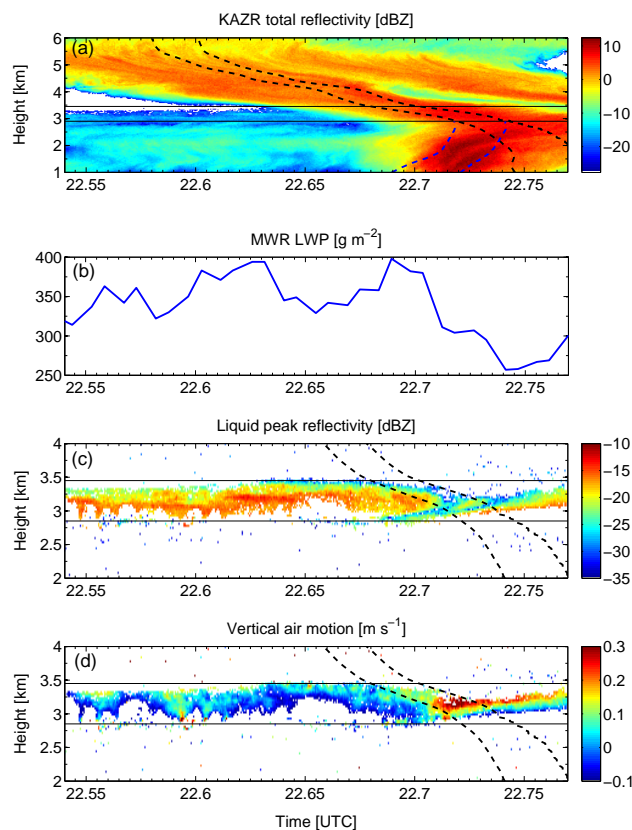 KAZR total reflectivity [dBZ]
(a)
Height [km]
6
5
4
3
2
1
22.55 22.6 22.65 22.7 22.75
10
0
−10
−20
MWR LWP [g m−2]
(b)
400
350
300
250
22.55 22.6 22.65 22.7 22.75
Liquid peak reflectivity [dBZ]
(c)
Height [km]
4
3.5
3
2.5
2
22.55 22.6 22.65 22.7 22.75
−10
−15
−20
−25
−30
−35
Vertical air motion [m s−1]
(d)
Height [km]
4
3.5
3
2.5
2
22.55 22.6 22.65 22.7 22.75
0.3
0.2
0.1
0
−0.1
Time [UTC]